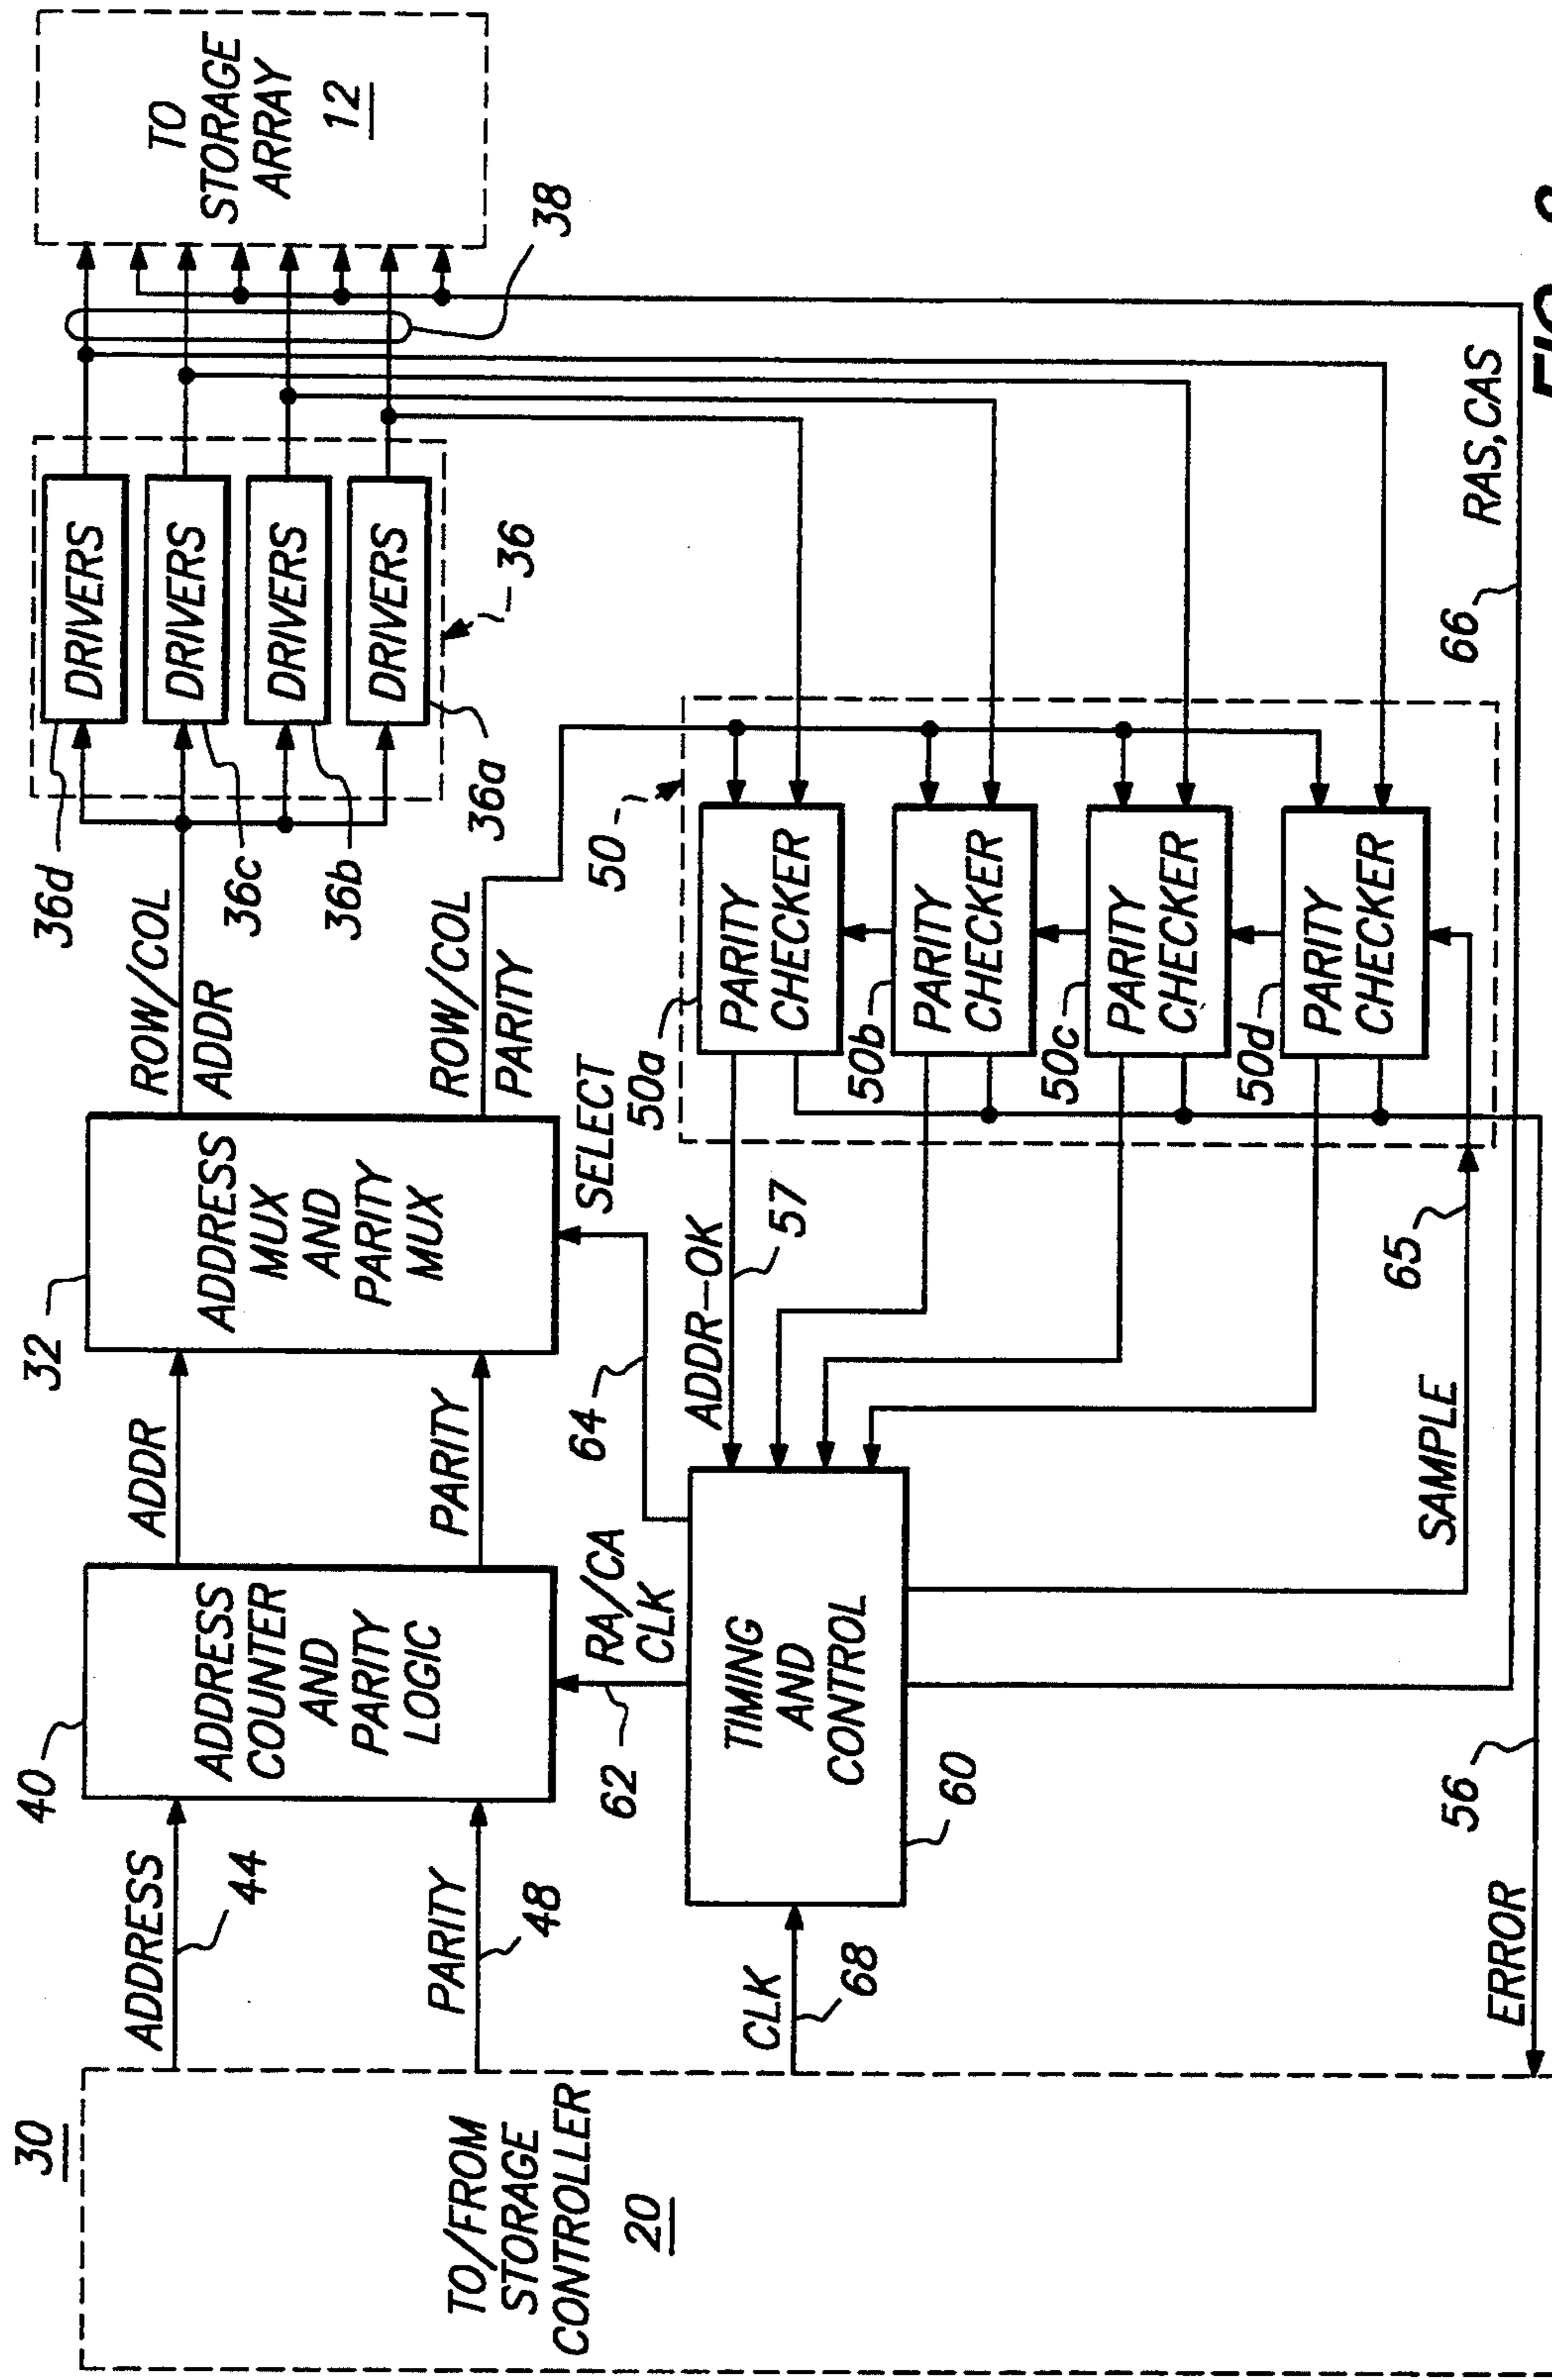 30
TO/FROM
STORAGE
CONTROLLER
20
ADDRESS
44
PARITY
48
CLK
68
ERROR
56
40
ADDRESS
COUNTER
AND
PARITY
LOGIC
62
RA/CA
CLK
TIMING
AND
CONTROL
60
ADDR
PARITY
64
32
ADDRESS
MUX
AND
PARITY
MUX
SELECT
ADDR-OK
57
SAMPLE
65
ROW/COL
ADDR
ROW/COL
PARITY
36d
36c
36b
36a
DRIVERS
DRIVERS
DRIVERS
DRIVERS
36
50
50a
PARITY
CHECKER
50b
PARITY
CHECKER
50c
PARITY
CHECKER
50d
PARITY
CHECKER
66
RAS,CAS
38
TO
STORAGE
ARRAY
12